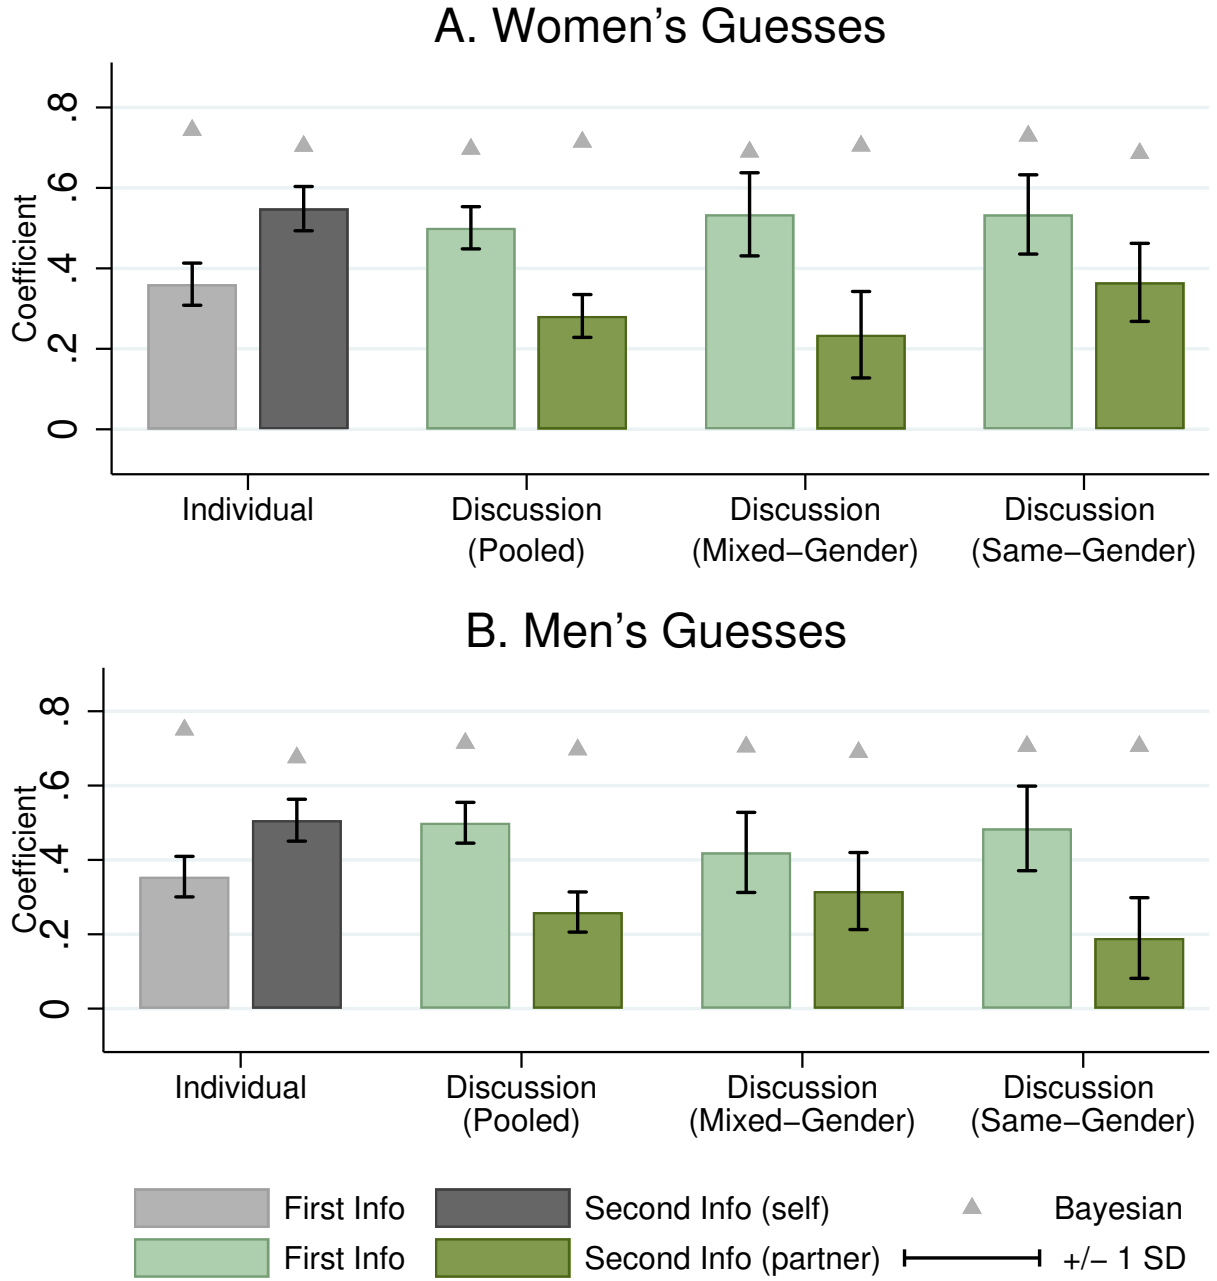 A. Women's Guesses
Coefficient
.8
.6
.4
.2
0
Individual
Discussion
(Pooled)
Discussion
(Mixed−Gender)
Discussion
(Same−Gender)
B. Men's Guesses
Coefficient
.8
.6
.4
.2
0
Individual
Discussion
(Pooled)
Discussion
(Mixed−Gender)
Discussion
(Same−Gender)
First Info
Second Info (self)
Bayesian
First Info
Second Info (partner)
+/− 1 SD